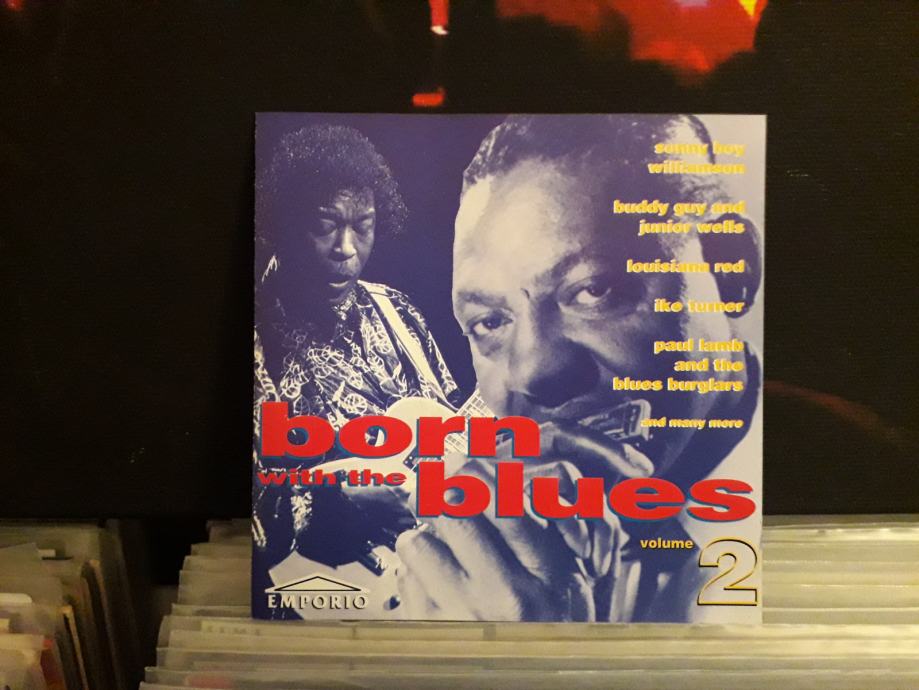 sonny boy
williamson
buddy guy and
junior wells
louisiana red
ike turner
paul lamb
and the
blues burglars
and many more
born
with the
blues
volume
2
EMPORIO